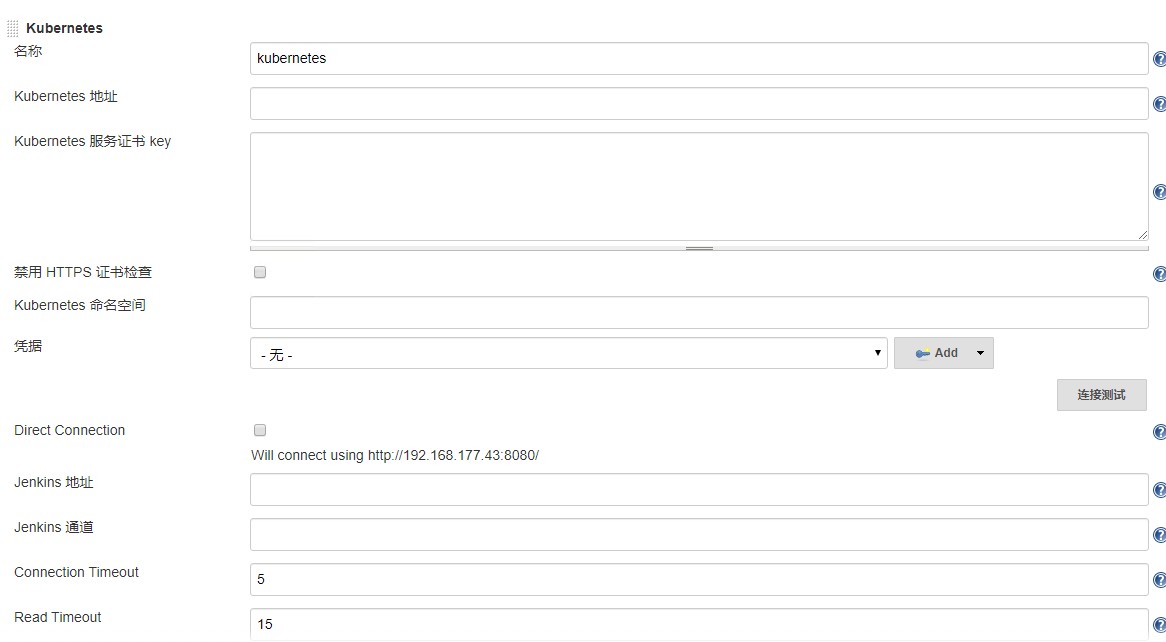 Kubernetes
名称
kubernetes
Kubernetes 地址
Kubernetes 服务证书 key
禁用 HTTPS 证书检查
Kubernetes 命名空间
凭据
- 无 -
Add
连接测试
Direct Connection
Will connect using http://192.168.177.43:8080/
Jenkins 地址
Jenkins 通道
Connection Timeout
5
Read Timeout
15